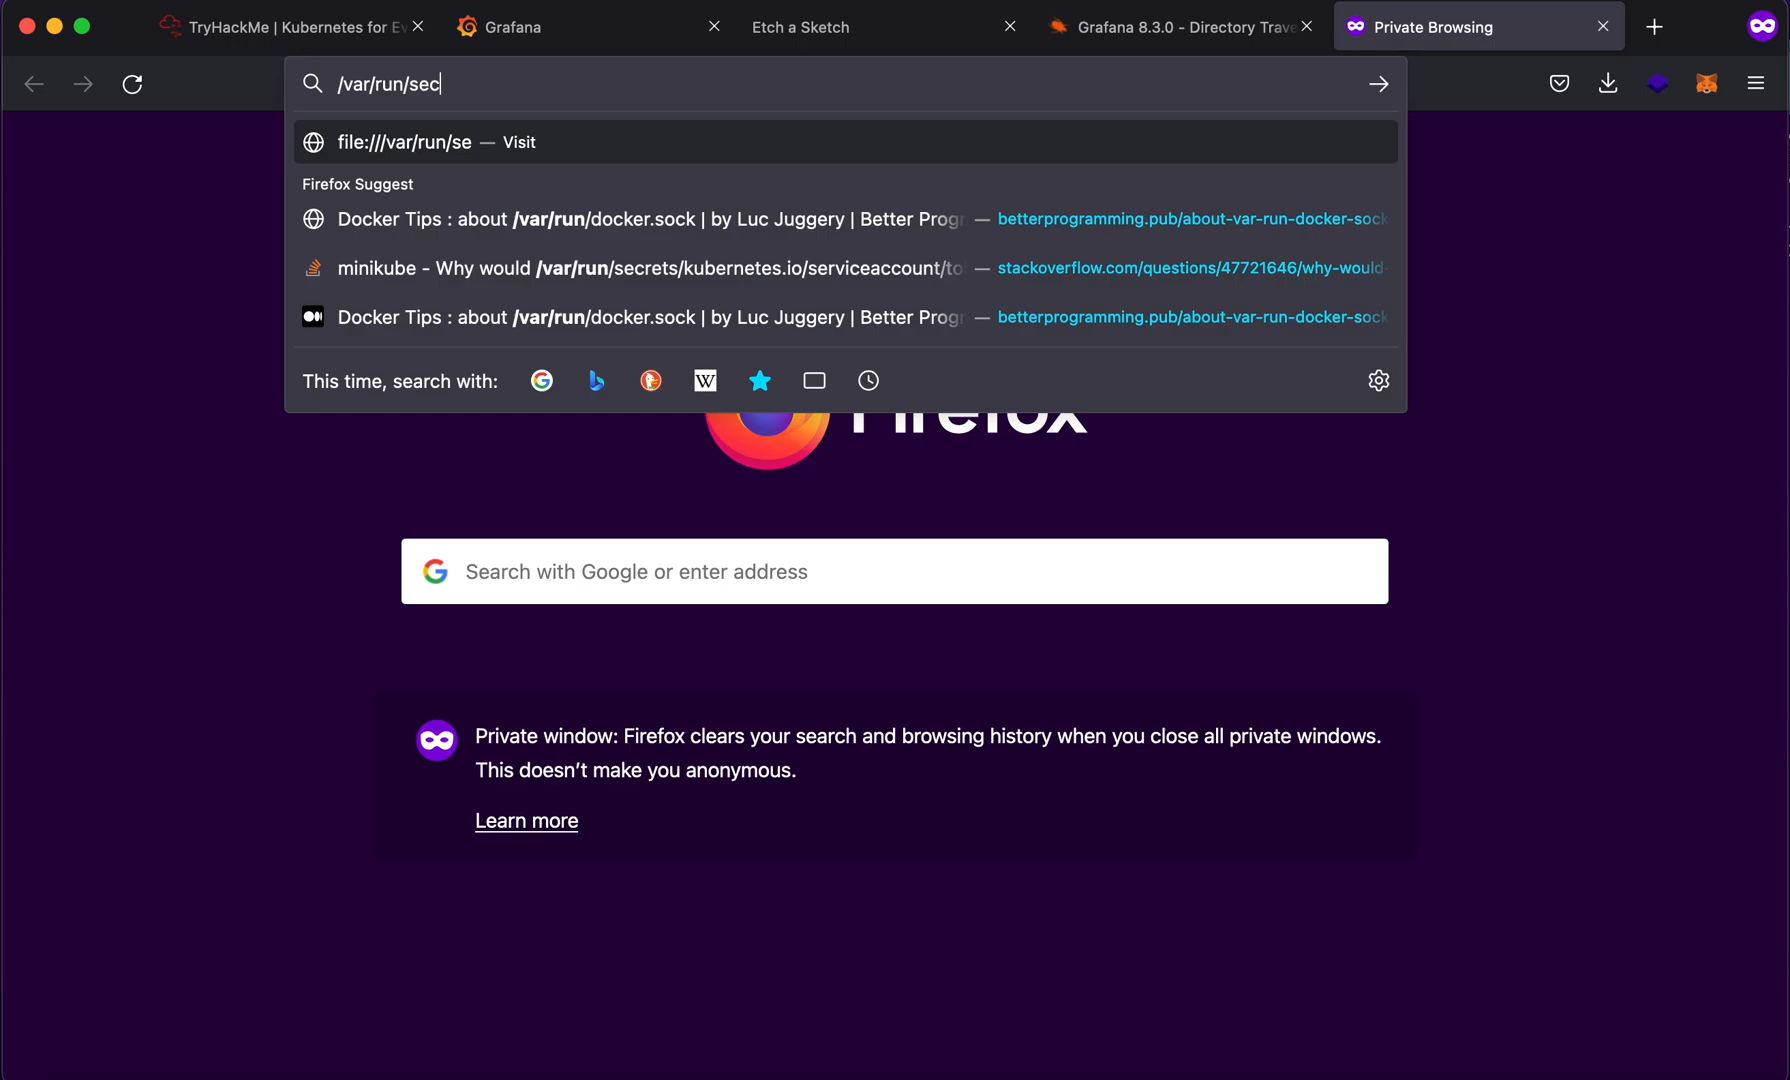 TryHackMe | Kubernetes for Ev
Grafana
Etch a Sketch
Grafana 8.3.0 - Directory Trave
Private Browsing
/var/run/sec
file:///var/run/se — Visit
Firefox Suggest
Docker Tips : about /var/run/docker.sock | by Luc Juggery | Better Progr — betterprogramming.pub/about-var-run-docker-sock
minikube - Why would /var/run/secrets/kubernetes.io/serviceaccount/to — stackoverflow.com/questions/47721646/why-would-
Docker Tips : about /var/run/docker.sock | by Luc Juggery | Better Progr — betterprogramming.pub/about-var-run-docker-sock
This time, search with:
W
Firefox
Search with Google or enter address
Private window: Firefox clears your search and browsing history when you close all private windows.
This doesn’t make you anonymous.
Learn more